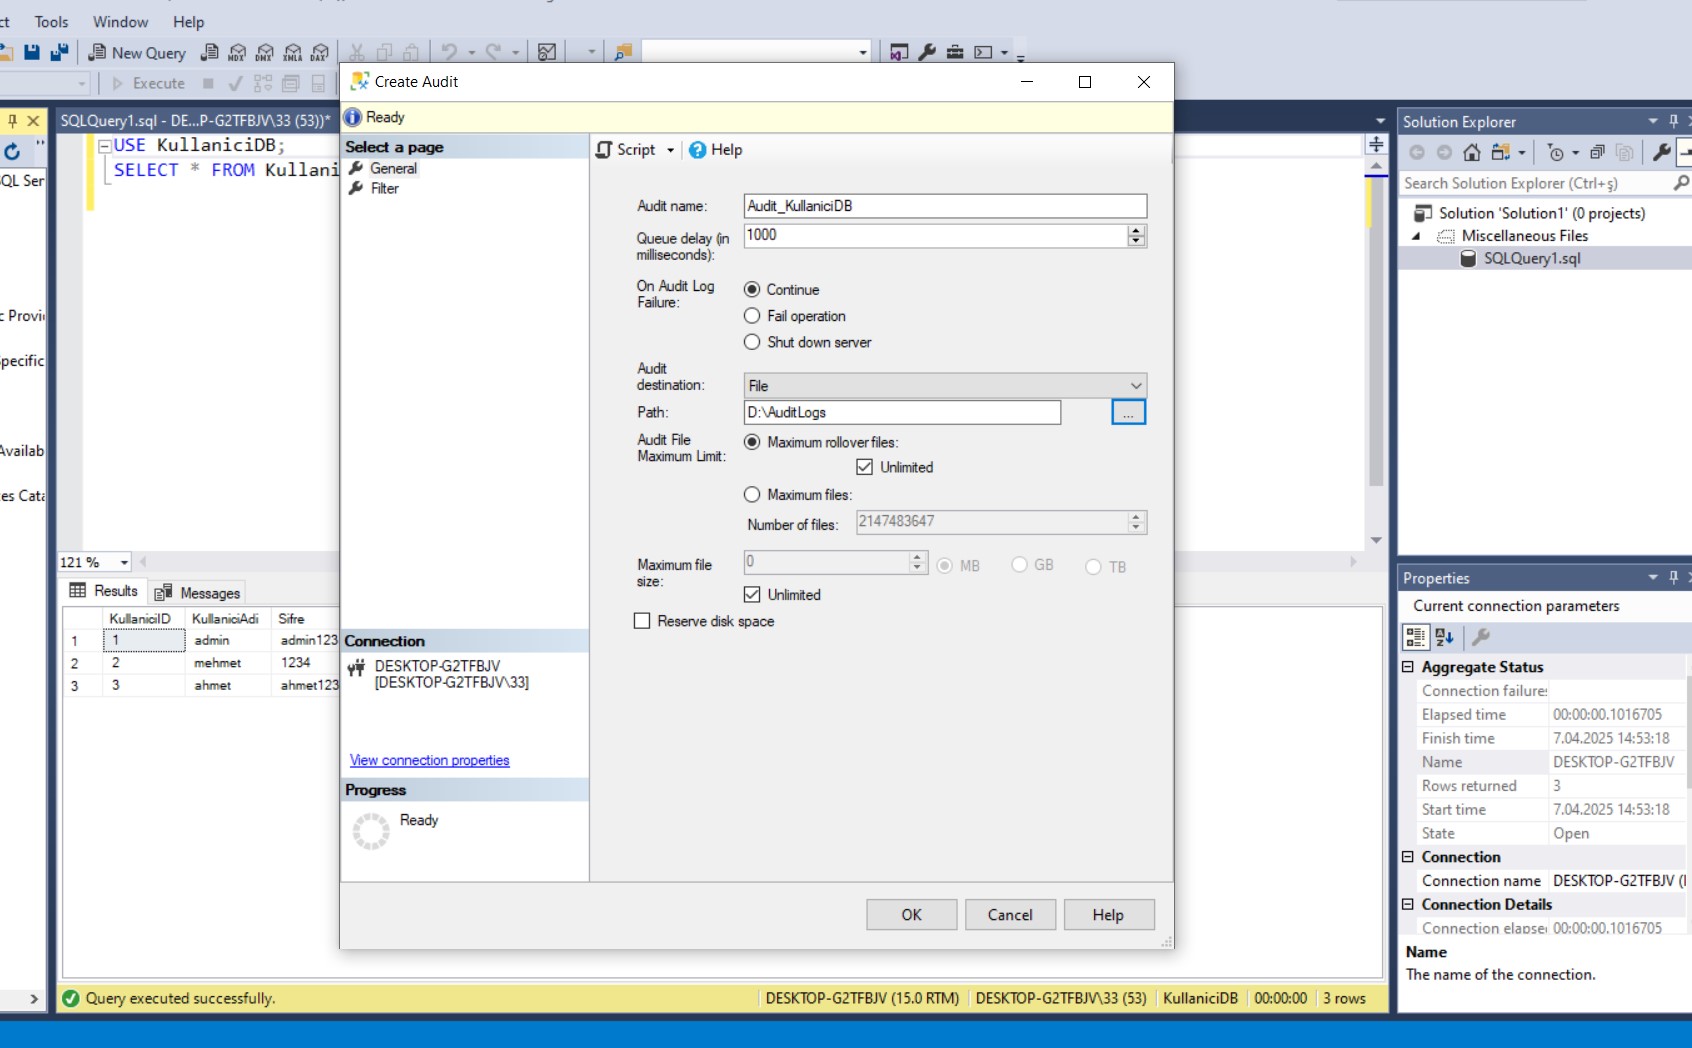 ct Tools Window Help
New Query MDX DMX XMLA DAX
Execute
SQLQuery1.sql - DE...P-G2TFBJV\33 (53))*
USE KullaniciDB;
SELECT * FROM Kullani
QL Ser
c Provi
pecific
Availab
es Cata
121 %
Results Messages
KullaniciID KullaniciAdi Sifre
1 1 admin admin123
2 2 mehmet 1234
3 3 ahmet ahmet123
Query executed successfully.
DESKTOP-G2TFBJV (15.0 RTM) DESKTOP-G2TFBJV\33 (53) KullaniciDB 00:00:00 3 rows
Create Audit
Ready
Select a page
General
Filter
Connection
DESKTOP-G2TFBJV
[DESKTOP-G2TFBJV\33]
View connection properties
Progress
Ready
Script Help
Audit name: Audit_KullaniciDB
Queue delay (in
milliseconds):
1000
On Audit Log
Failure:
Continue
Fail operation
Shut down server
Audit
destination:
File
Path: D:\AuditLogs ...
Audit File
Maximum Limit:
Maximum rollover files:
Unlimited
Maximum files:
Number of files: 2147483647
Maximum file
size:
0 MB GB TB
Unlimited
Reserve disk space
OK Cancel Help
Solution Explorer
Search Solution Explorer (Ctrl+ş)
Solution 'Solution1' (0 projects)
Miscellaneous Files
SQLQuery1.sql
Properties
Current connection parameters
Aggregate Status
Connection failures
Elapsed time 00:00:00.1016705
Finish time 7.04.2025 14:53:18
Name DESKTOP-G2TFBJV
Rows returned 3
Start time 7.04.2025 14:53:18
State Open
Connection
Connection name DESKTOP-G2TFBJV (
Connection Details
Connection elapse 00:00:00.1016705
Name
The name of the connection.